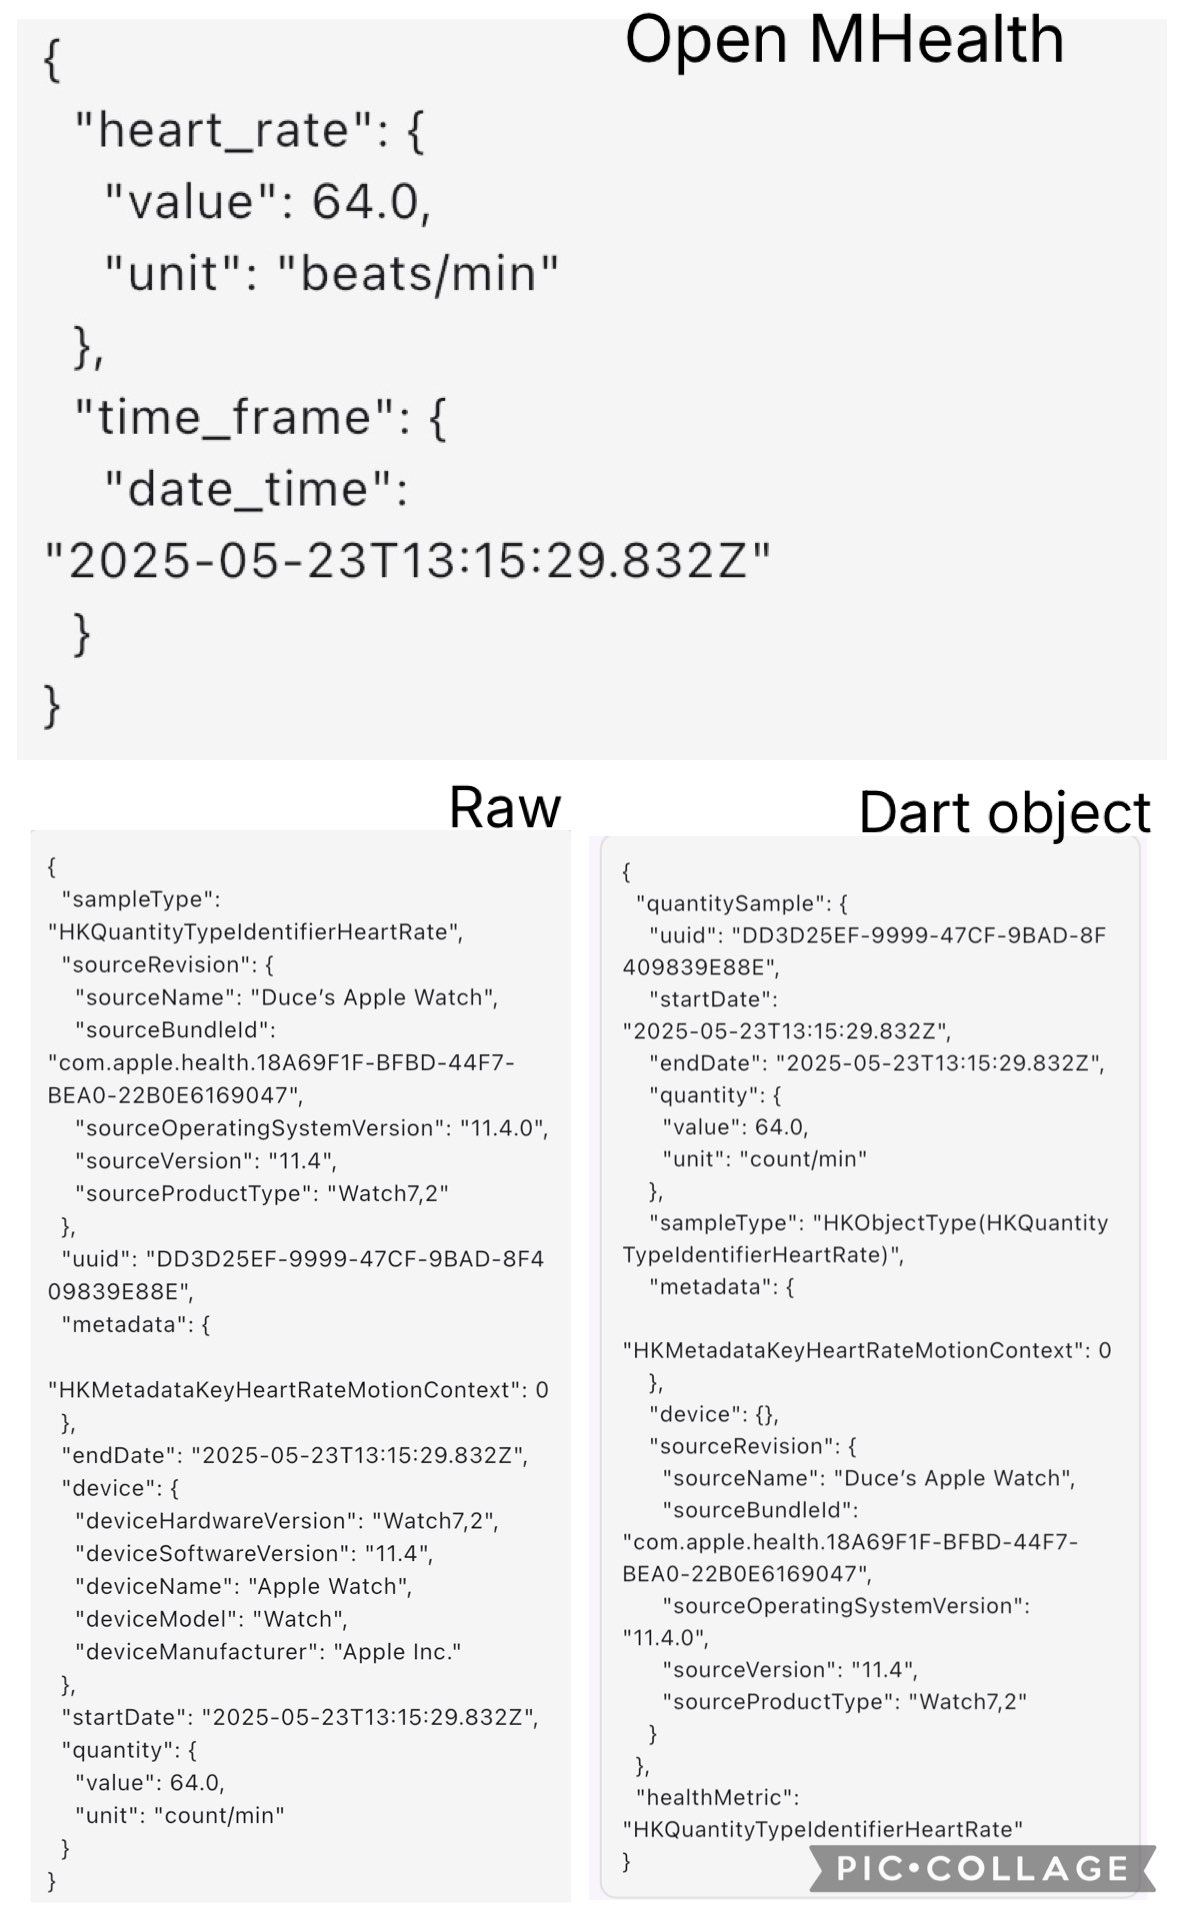 Open MHealth
{
"heart_rate": {
"value": 64.0,
"unit": "beats/min"
},
"time_frame": {
"date_time":
"2025-05-23T13:15:29.832Z"
}
}
Raw
{
"sampleType":
"HKQuantityTypeIdentifierHeartRate",
"sourceRevision": {
"sourceName": "Duce’s Apple Watch",
"sourceBundleId":
"com.apple.health.18A69F1F-BFBD-44F7-
BEA0-22B0E6169047",
"sourceOperatingSystemVersion": "11.4.0",
"sourceVersion": "11.4",
"sourceProductType": "Watch7,2"
},
"uuid": "DD3D25EF-9999-47CF-9BAD-8F4
09839E88E",
"metadata": {
"HKMetadataKeyHeartRateMotionContext": 0
},
"endDate": "2025-05-23T13:15:29.832Z",
"device": {
"deviceHardwareVersion": "Watch7,2",
"deviceSoftwareVersion": "11.4",
"deviceName": "Apple Watch",
"deviceModel": "Watch",
"deviceManufacturer": "Apple Inc."
},
"startDate": "2025-05-23T13:15:29.832Z",
"quantity": {
"value": 64.0,
"unit": "count/min"
}
}
Dart object
{
"quantitySample": {
"uuid": "DD3D25EF-9999-47CF-9BAD-8F
409839E88E",
"startDate":
"2025-05-23T13:15:29.832Z",
"endDate": "2025-05-23T13:15:29.832Z",
"quantity": {
"value": 64.0,
"unit": "count/min"
},
"sampleType": "HKObjectType(HKQuantity
TypeIdentifierHeartRate)",
"metadata": {
"HKMetadataKeyHeartRateMotionContext": 0
},
"device": {},
"sourceRevision": {
"sourceName": "Duce’s Apple Watch",
"sourceBundleId":
"com.apple.health.18A69F1F-BFBD-44F7-
BEA0-22B0E6169047",
"sourceOperatingSystemVersion":
"11.4.0",
"sourceVersion": "11.4",
"sourceProductType": "Watch7,2"
}
},
"healthMetric":
"HKQuantityTypeIdentifierHeartRate"
}
PIC•COLLAGE